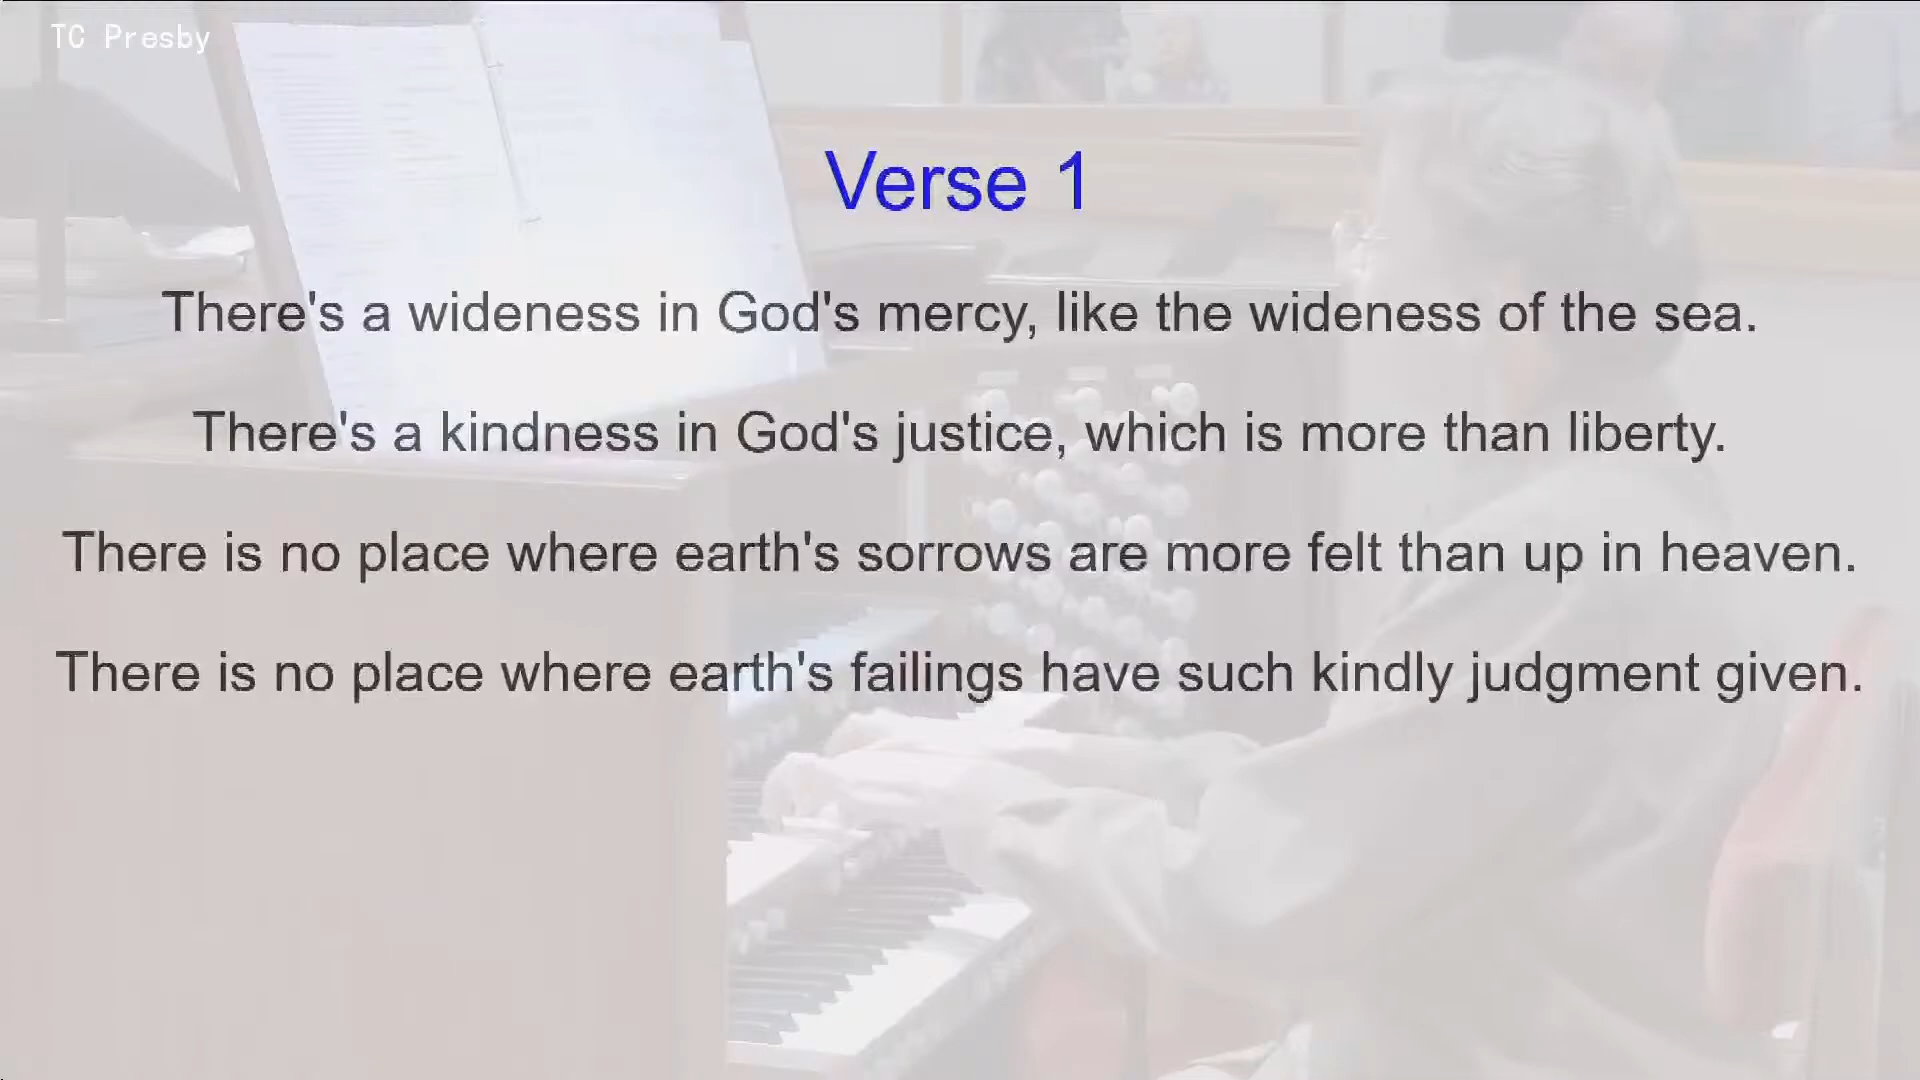 TC Presby
Verse 1
There's a wideness in God's mercy, like the wideness of the sea.
There's a kindness in God's justice, which is more than liberty.
There is no place where earth's sorrows are more felt than up in heaven.
There is no place where earth's failings have such kindly judgment given.